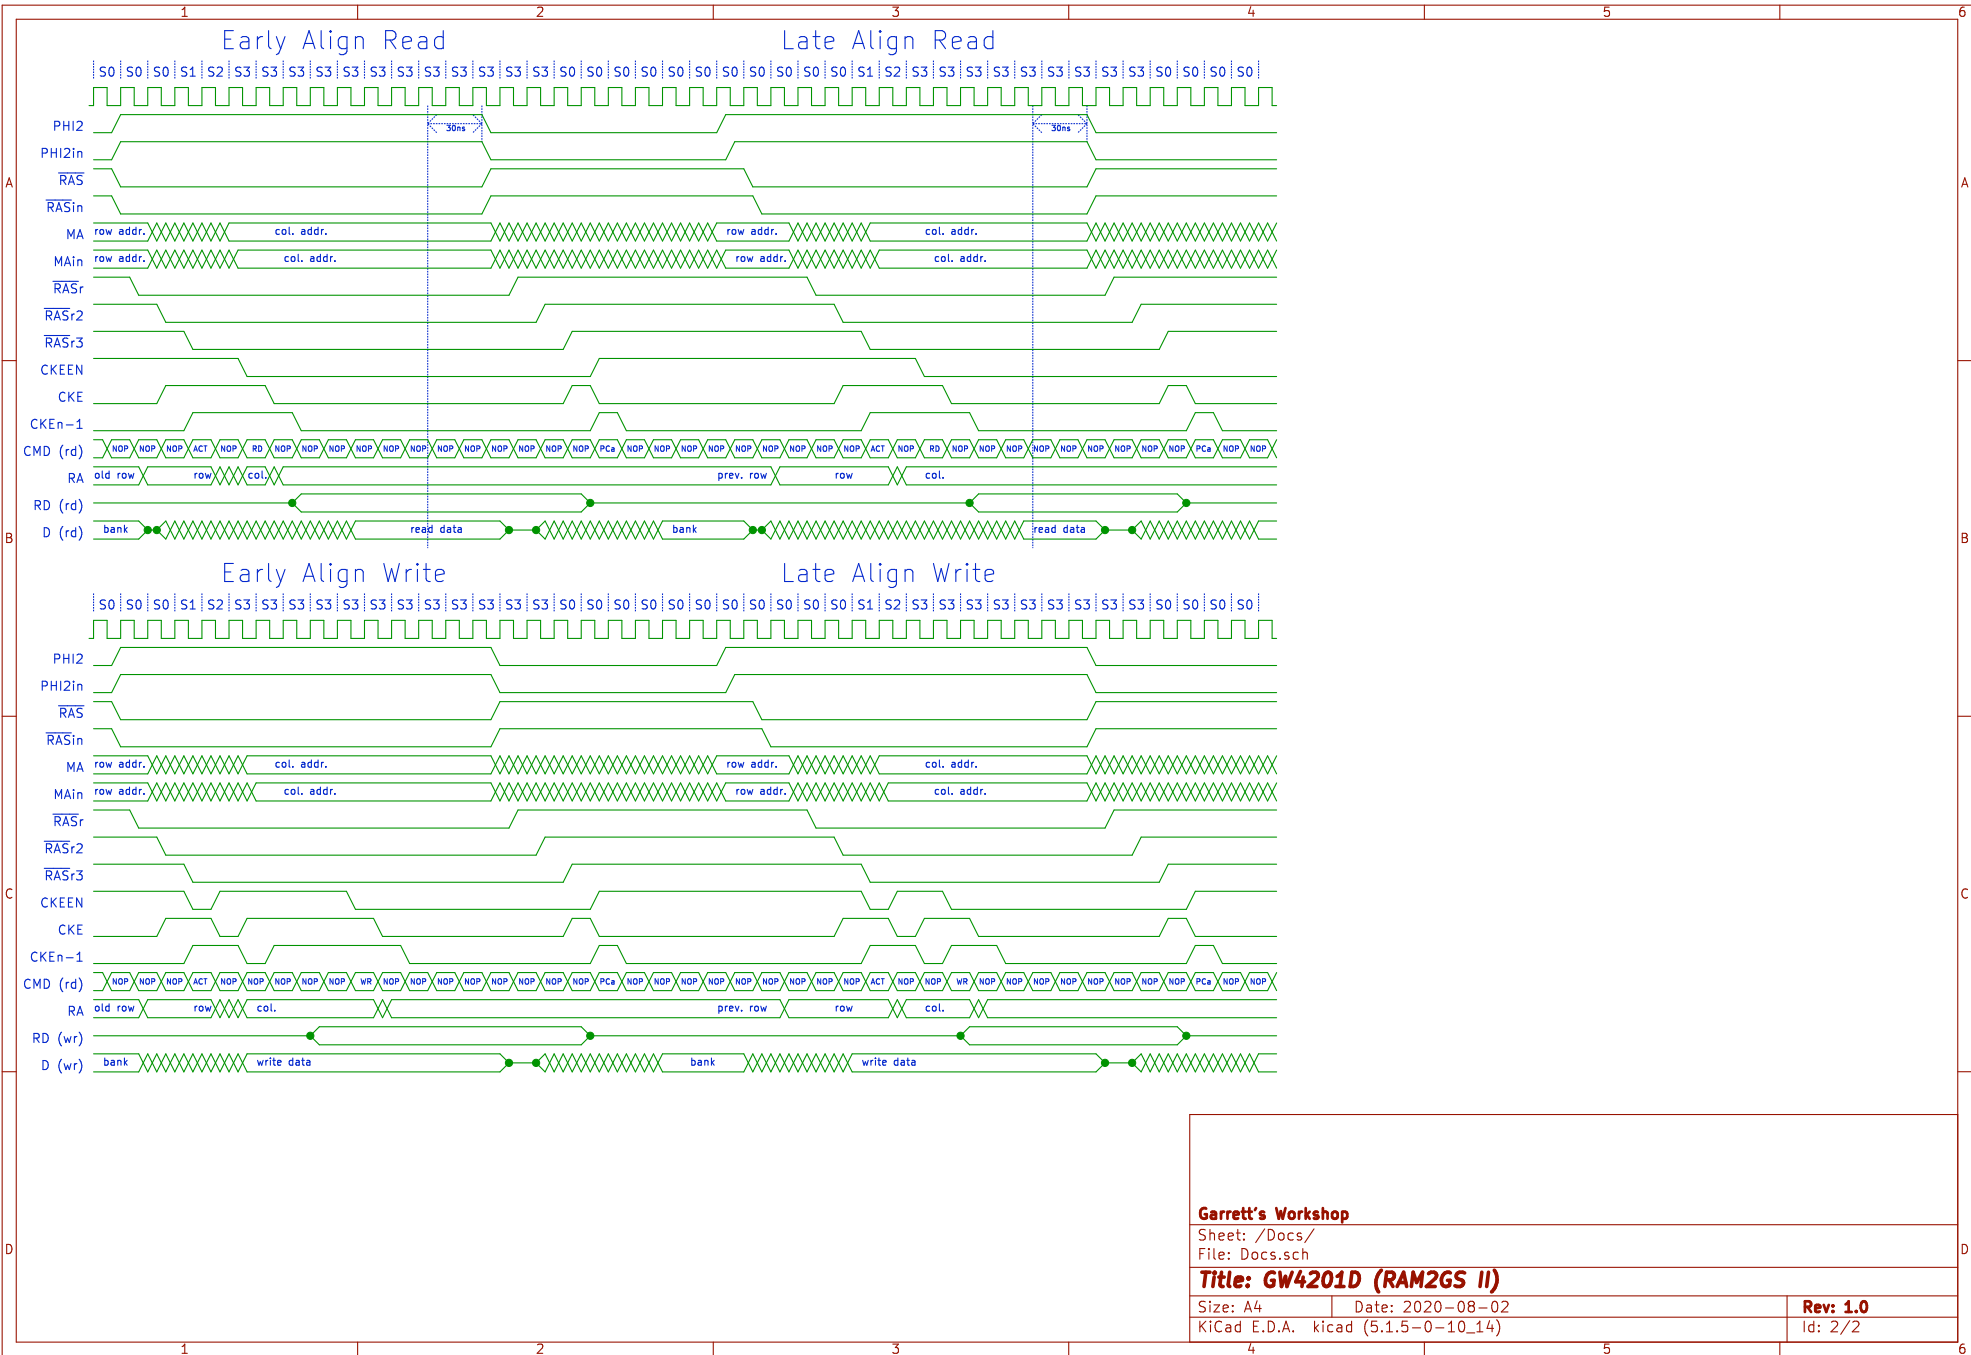 1 2 3 4 5 6
Early Align Read Late Align Read
S0 S0 S0 S1 S2 S3 S3 S3 S3 S3 S3 S3 S3 S3 S3 S3 S3 S0 S0 S0 S0 S0 S0 S0 S0 S0 S0 S0 S1 S2 S3 S3 S3 S3 S3 S3 S3 S3 S3 S0 S0 S0 S0
PHI2 30ns 30ns
PHI2in
A RAS A
RASin
MA row addr. col. addr. row addr. col. addr.
MAin row addr. col. addr. row addr. col. addr.
RASr
RASr2
RASr3
CKEEN
CKE
CKEn-1
CMD (rd) NOP NOP NOP ACT NOP RD NOP NOP NOP NOP NOP NOP NOP NOP NOP NOP NOP NOP PCa NOP NOP NOP NOP NOP NOP NOP NOP NOP ACT NOP RD NOP NOP NOP NOP NOP NOP NOP NOP NOP PCa NOP NOP
RA old row row col. prev. row row col.
RD (rd)
B D (rd) bank read data bank read data B
Early Align Write Late Align Write
S0 S0 S0 S1 S2 S3 S3 S3 S3 S3 S3 S3 S3 S3 S3 S3 S3 S0 S0 S0 S0 S0 S0 S0 S0 S0 S0 S0 S1 S2 S3 S3 S3 S3 S3 S3 S3 S3 S3 S0 S0 S0 S0
PHI2
PHI2in
RAS
RASin
MA row addr. col. addr. row addr. col. addr.
MAin row addr. col. addr. row addr. col. addr.
RASr
RASr2
RASr3
C CKEEN C
CKE
CKEn-1
CMD (rd) NOP NOP NOP ACT NOP NOP NOP NOP NOP WR NOP NOP NOP NOP NOP NOP NOP NOP PCa NOP NOP NOP NOP NOP NOP NOP NOP NOP ACT NOP NOP WR NOP NOP NOP NOP NOP NOP NOP NOP PCa NOP NOP
RA old row row col. prev. row row col.
RD (wr)
D (wr) bank write data bank write data
Garrett's Workshop
Sheet: /Docs/
D D
File: Docs.sch
Title: GW4201D (RAM2GS II)
Size: A4 Date: 2020-08-02 Rev: 1.0
KiCad E.D.A. kicad (5.1.5-0-10_14) Id: 2/2
1 2 3 4 5 6